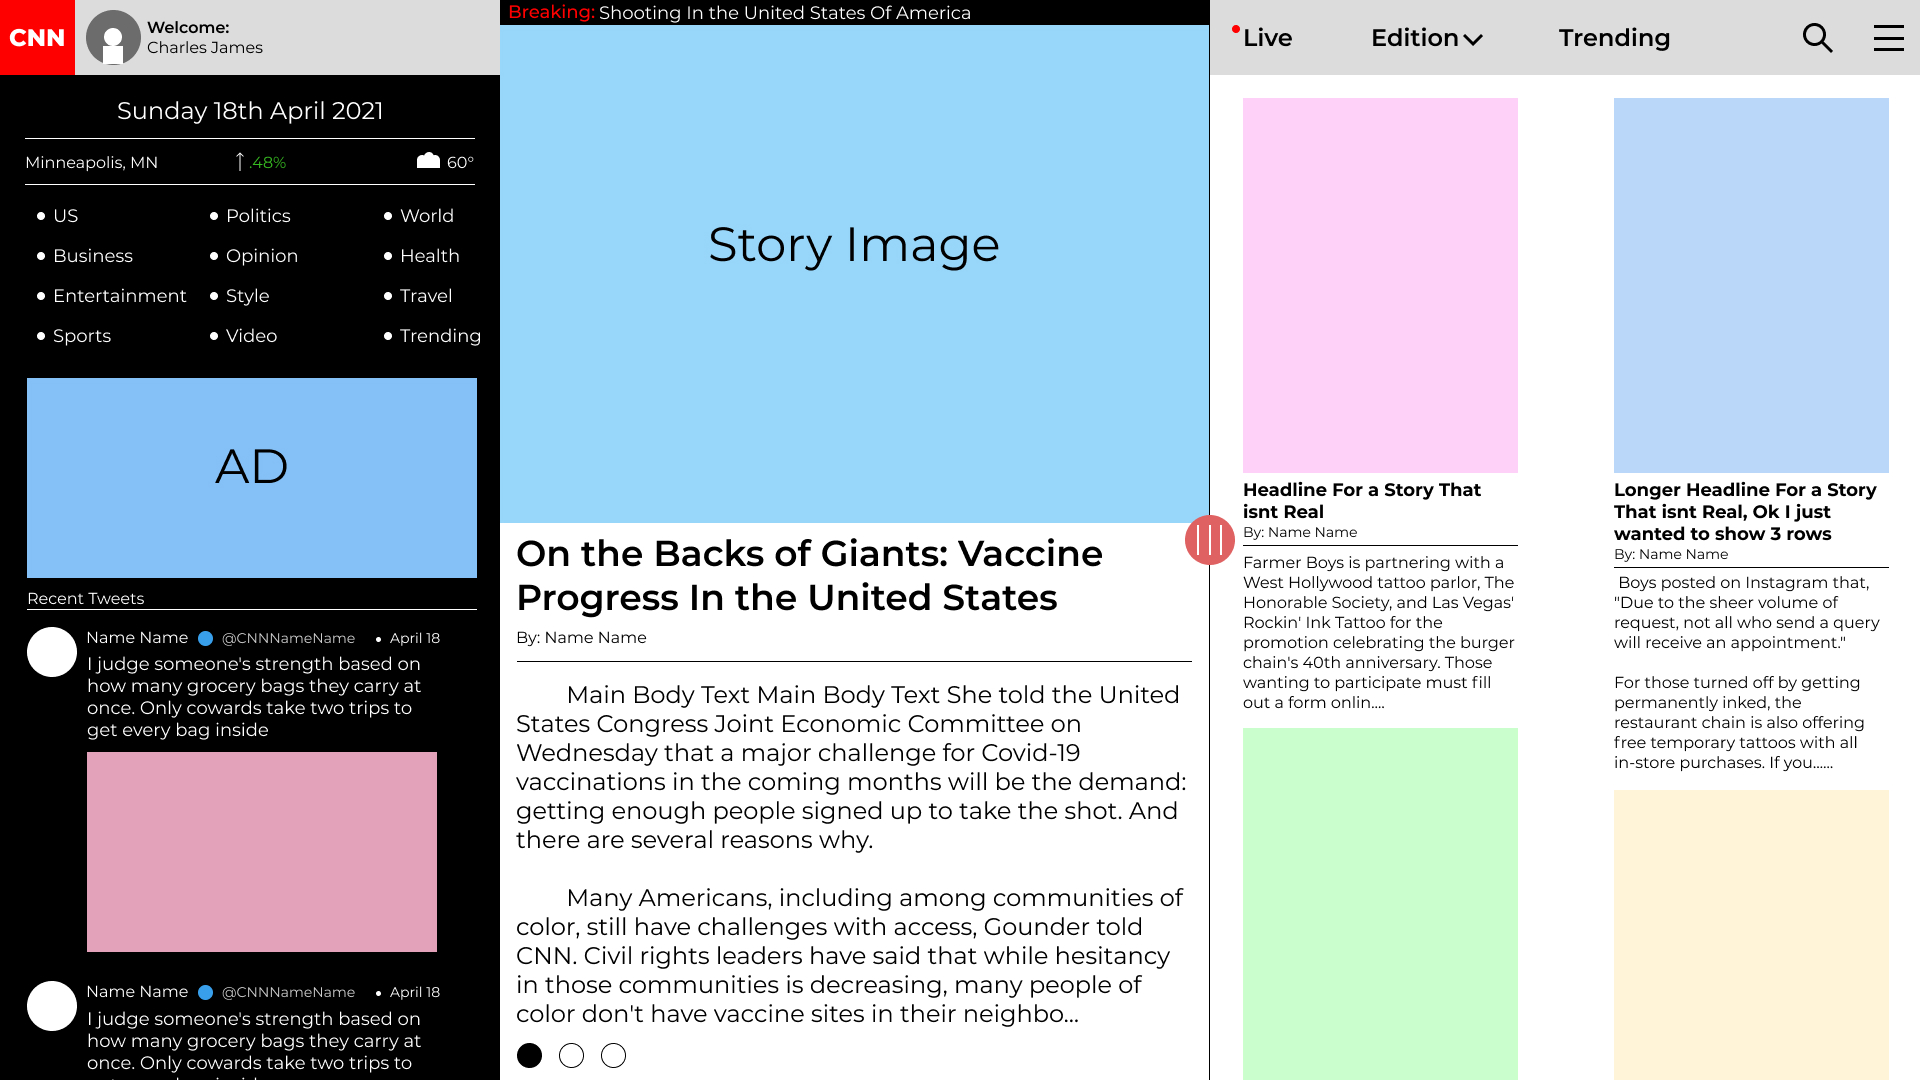 CNN
Welcome:
Charles James
Breaking: Shooting In the United States Of America
Live
Edition
Trending
Sunday 18th April 2021
Minneapolis, MN
.48%
60°
US
Politics
World
Business
Opinion
Health
Entertainment
Style
Travel
Sports
Video
Trending
AD
Recent Tweets
Name Name @CNNNameName • April 18
I judge someone's strength based on
how many grocery bags they carry at
once. Only cowards take two trips to
get every bag inside
Name Name @CNNNameName • April 18
I judge someone's strength based on
how many grocery bags they carry at
once. Only cowards take two trips to
Story Image
On the Backs of Giants: Vaccine
Progress In the United States
By: Name Name
Main Body Text Main Body Text She told the United
States Congress Joint Economic Committee on
Wednesday that a major challenge for Covid-19
vaccinations in the coming months will be the demand:
getting enough people signed up to take the shot. And
there are several reasons why.
Many Americans, including among communities of
color, still have challenges with access, Gounder told
CNN. Civil rights leaders have said that while hesitancy
in those communities is decreasing, many people of
color don't have vaccine sites in their neighbo...
Headline For a Story That
isnt Real
By: Name Name
Farmer Boys is partnering with a
West Hollywood tattoo parlor, The
Honorable Society, and Las Vegas'
Rockin' Ink Tattoo for the
promotion celebrating the burger
chain's 40th anniversary. Those
wanting to participate must fill
out a form onlin....
Longer Headline For a Story
That isnt Real, Ok I just
wanted to show 3 rows
By: Name Name
Boys posted on Instagram that,
"Due to the sheer volume of
request, not all who send a query
will receive an appointment."
For those turned off by getting
permanently inked, the
restaurant chain is also offering
free temporary tattoos with all
in-store purchases. If you......